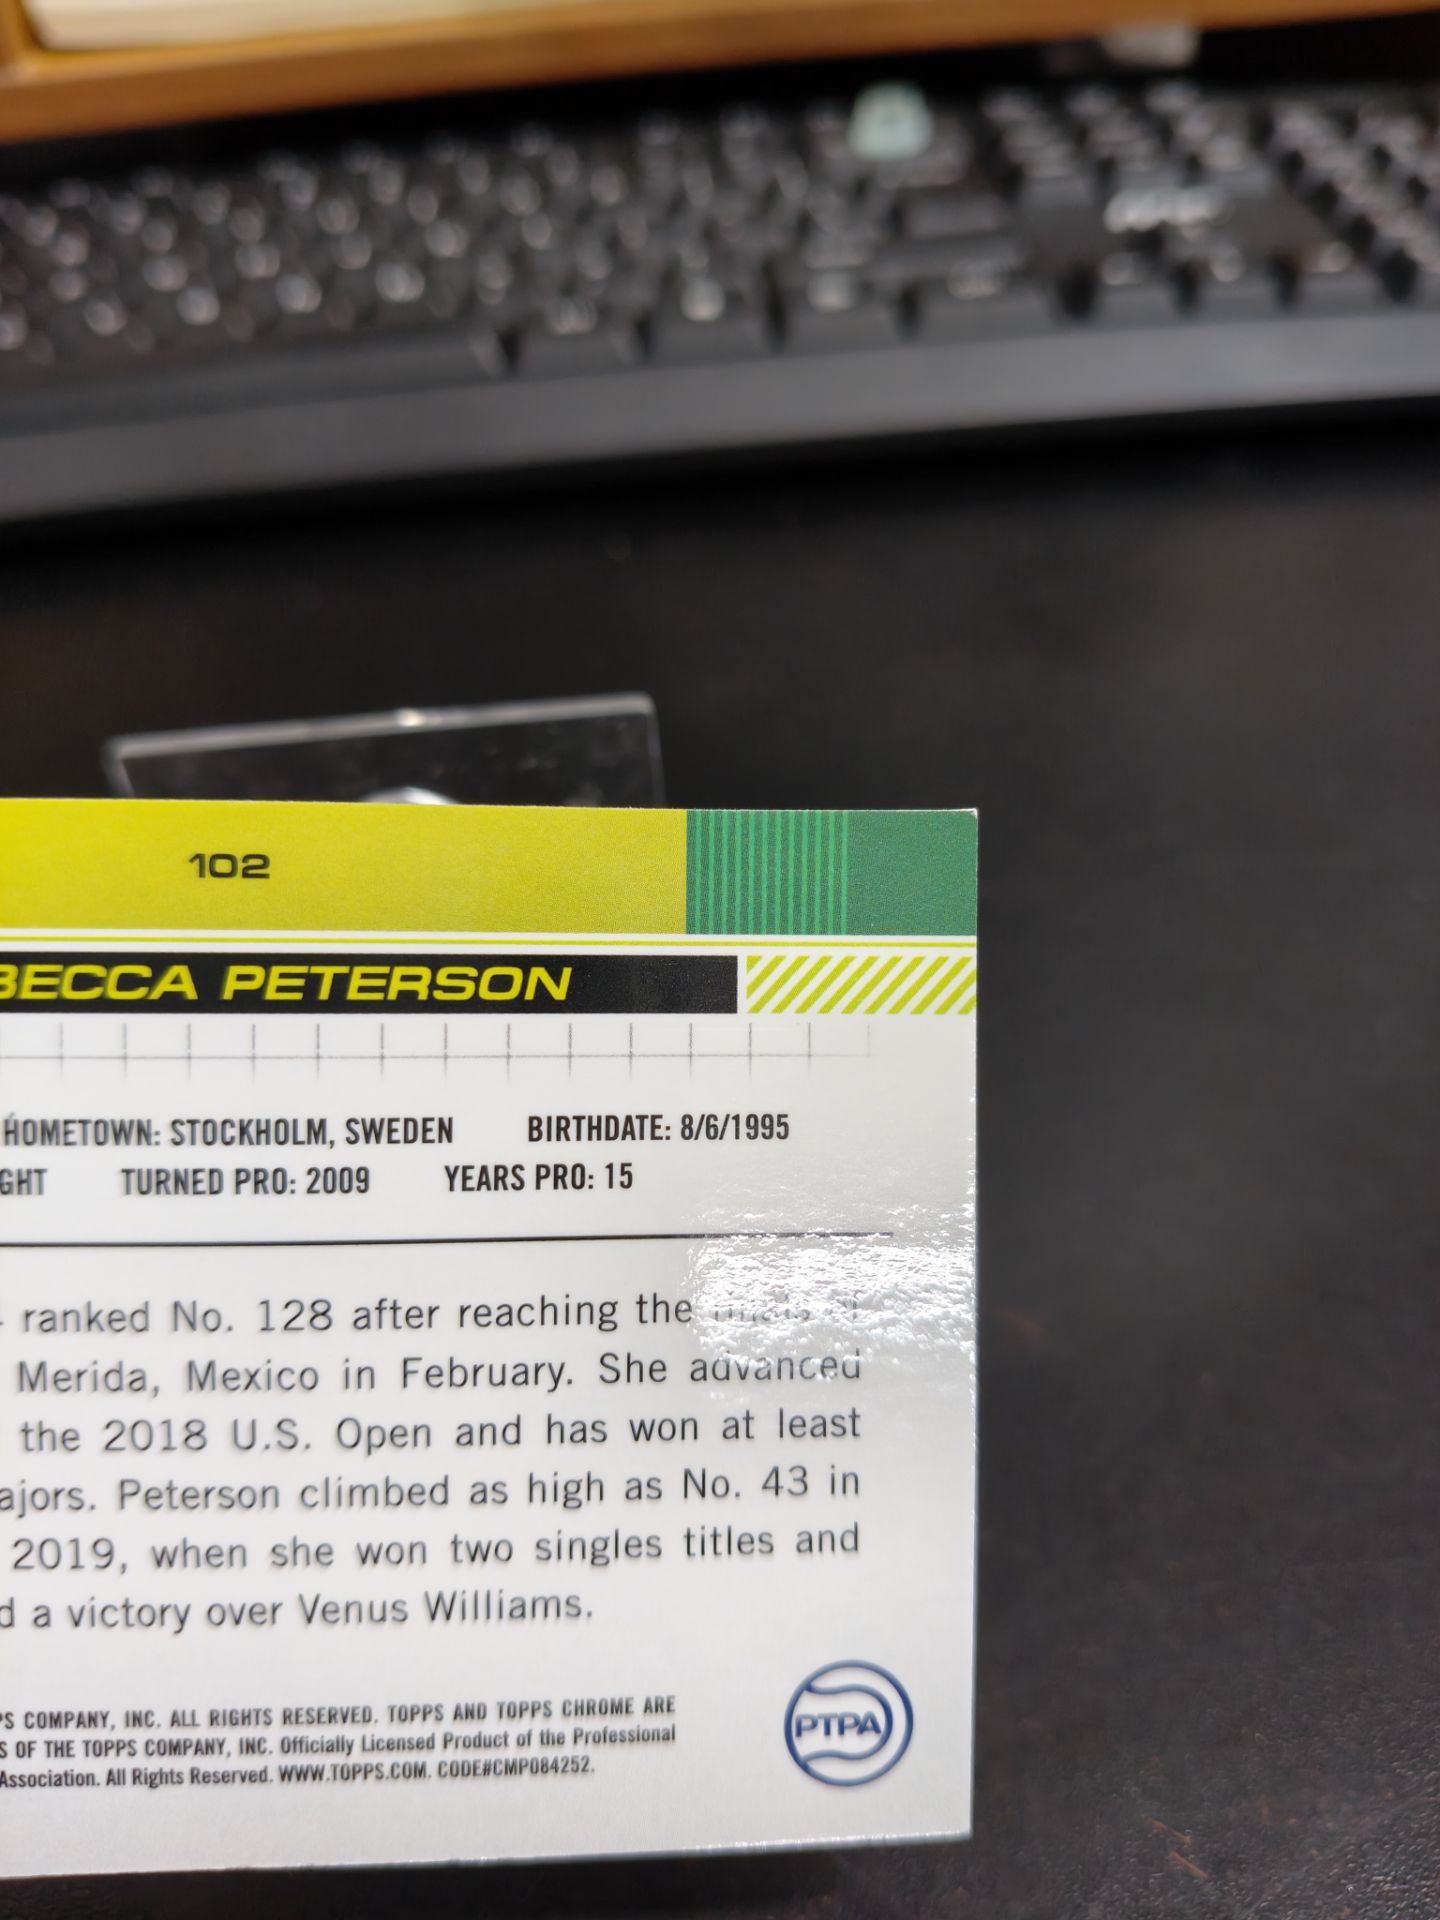 102
BECCA PETERSON
HOMETOWN: STOCKHOLM, SWEDEN BIRTHDATE: 8/6/1995
GHT TURNED PRO: 2009 YEARS PRO: 15
ranked No. 128 after reaching the
Merida, Mexico in February. She advanced
the 2018 U.S. Open and has won at least
ajors. Peterson climbed as high as No. 43 in
2019, when she won two singles titles and
d a victory over Venus Williams.
PS COMPANY, INC. ALL RIGHTS RESERVED. TOPPS AND TOPPS CHROME ARE
S OF THE TOPPS COMPANY, INC. Officially Licensed Product of the Professional
Association. All Rights Reserved. WWW.TOPPS.COM. CODE#CMP084252.
PTPA